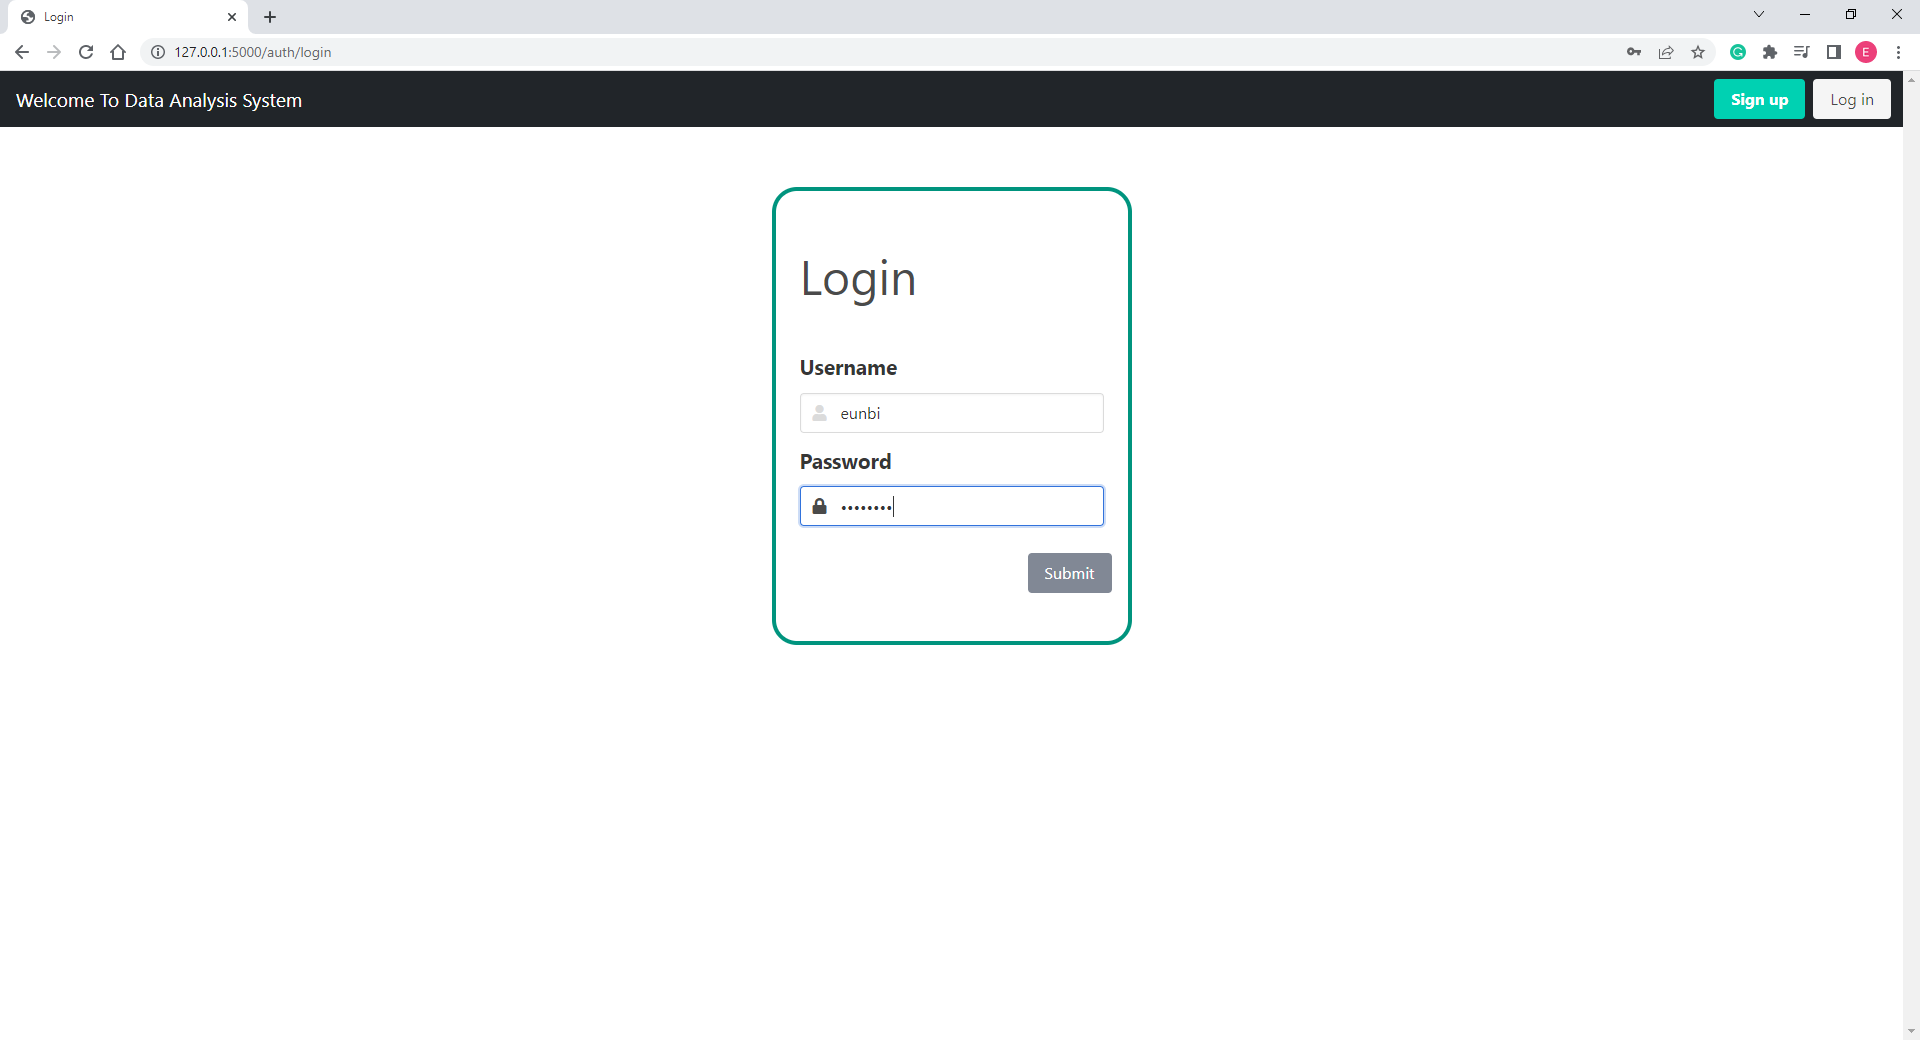 Login
127.0.0.1:5000/auth/login
E
Welcome To Data Analysis System
Sign up
Log in
Login
Username
eunbi
Password
••••••••
Submit